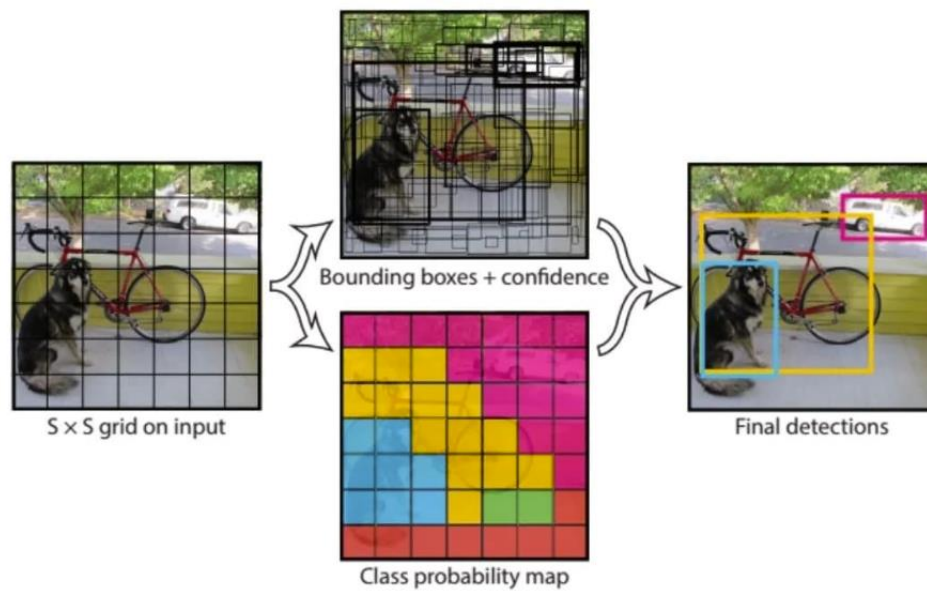 Bounding boxes + confidence
S × S grid on input
Final detections
Class probability map